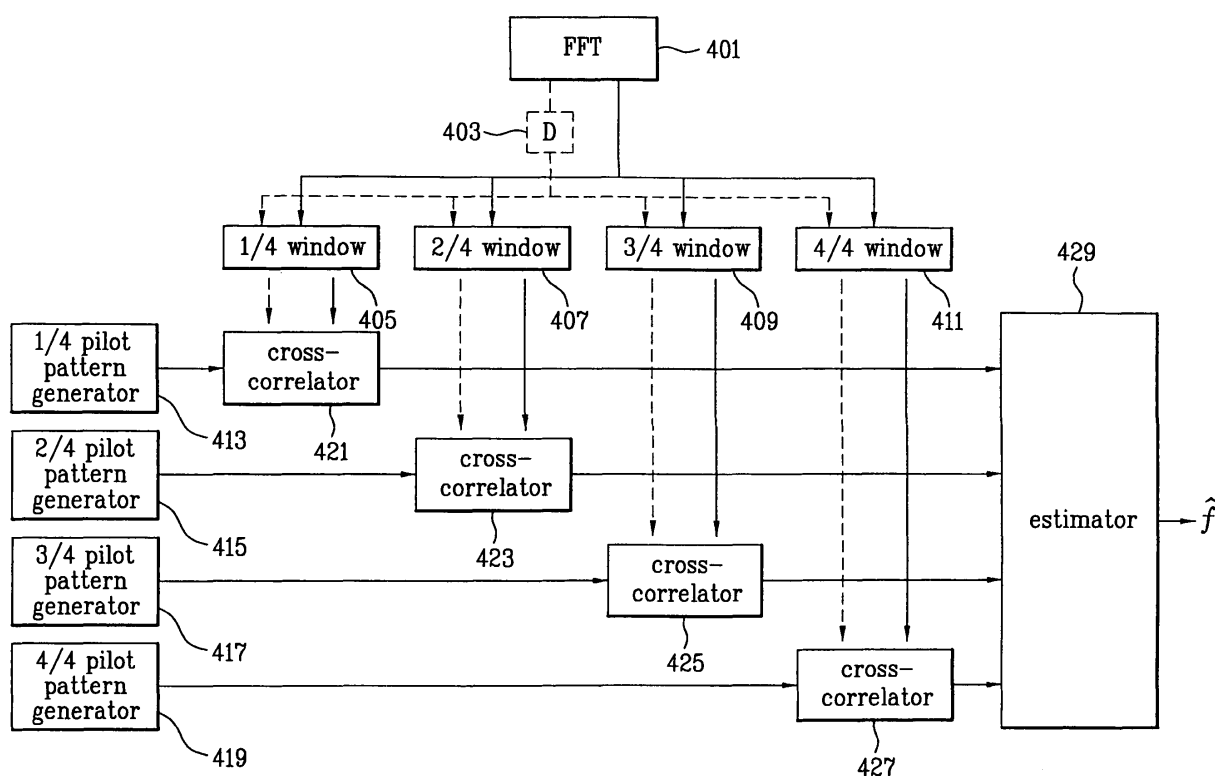 FFT
401
403
D
1/4 window
2/4 window
3/4 window
4/4 window
405
407
409
411
429
1/4 pilot
pattern
generator
413
cross-
correlator
421
2/4 pilot
pattern
generator
415
cross-
correlator
423
estimator
f̂
3/4 pilot
pattern
generator
417
cross-
correlator
425
4/4 pilot
pattern
generator
419
cross-
correlator
427